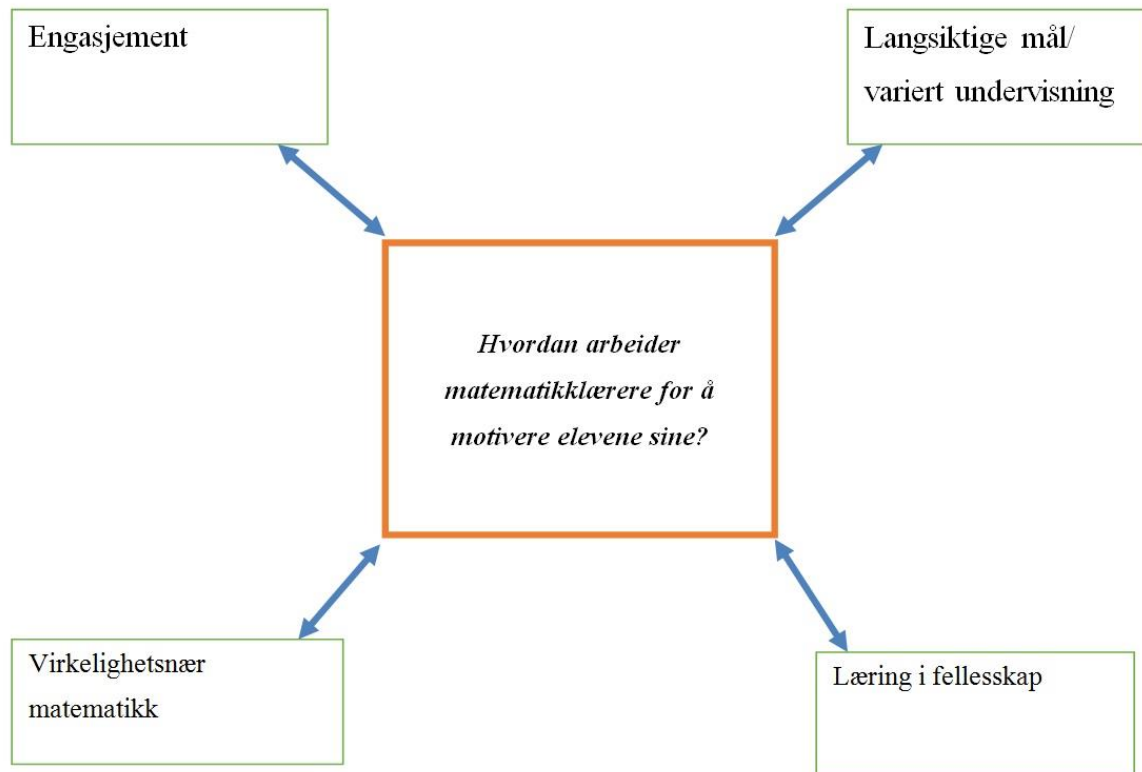 Engasjement
Langsiktige mål/
variert undervisning
Hvordan arbeider
matematikklærere for å
motivere elevene sine?
Virkelighetsnær
matematikk
Læring i fellesskap